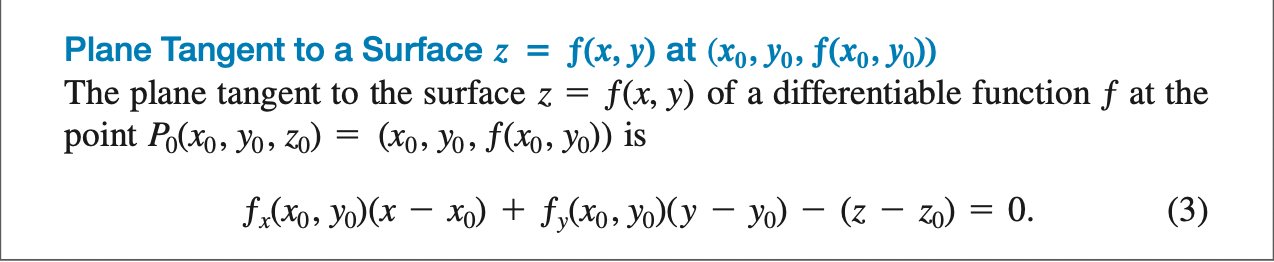 Plane Tangent to a Surface z = f(x, y) at (x₀, y₀, f(x₀, y₀))
The plane tangent to the surface z = f(x, y) of a differentiable function f at the
point P₀(x₀, y₀, z₀) = (x₀, y₀, f(x₀, y₀)) is
fₓ(x₀, y₀)(x − x₀) + f_y(x₀, y₀)(y − y₀) − (z − z₀) = 0. (3)